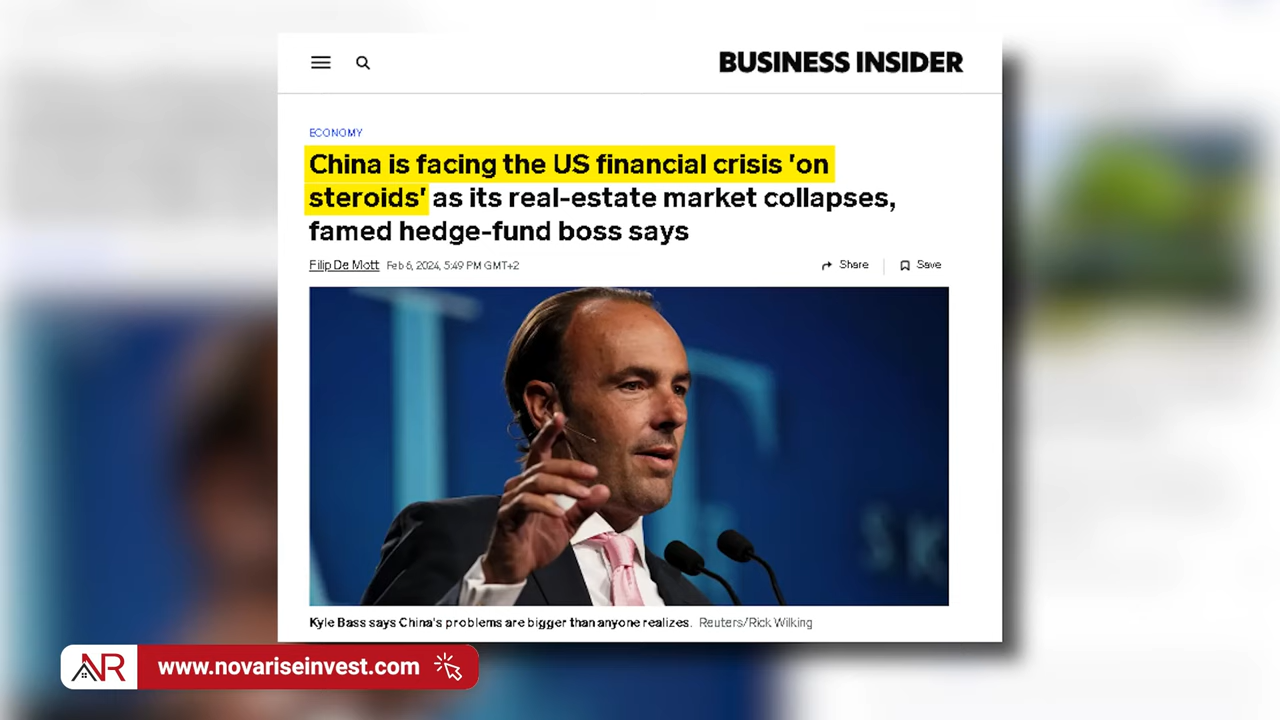 BUSINESS INSIDER
ECONOMY
China is facing the US financial crisis 'on
steroids' as its real-estate market collapses,
famed hedge-fund boss says
Filip De Mott Feb 6, 2024, 5:49 PM GMT+2
Share Save
SK
Kyle Bass says China's problems are bigger than anyone realizes. Reuters/Rick Wilking
NR www.novariseinvest.com